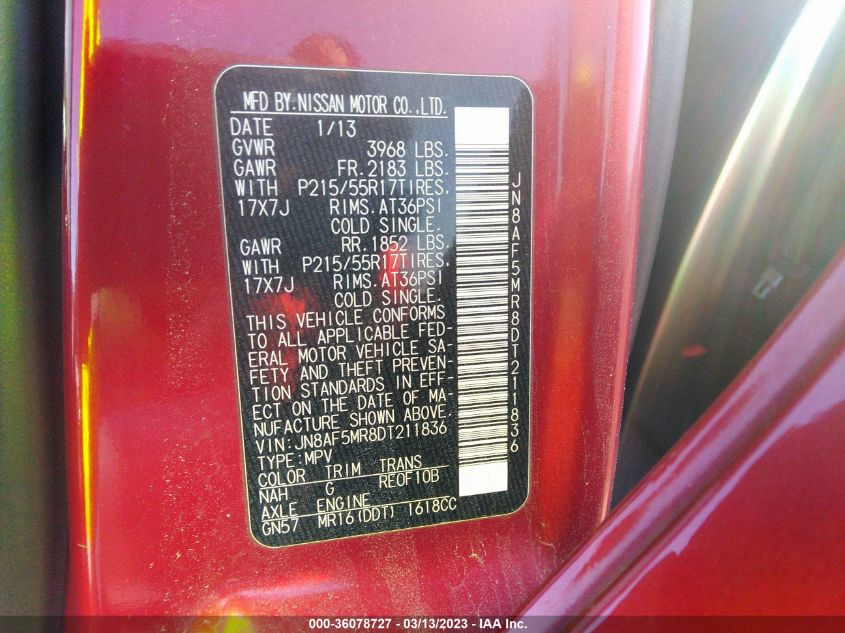 MFD BY.NISSAN MOTOR CO.,LTD.
DATE 1/13
GVWR 3968 LBS.
GAWR FR.2183 LBS.
WITH P215/55R17TIRES.
17X7J RIMS.AT36PSI
COLD SINGLE.
GAWR RR.1852 LBS.
WITH P215/55R17TIRES.
17X7J RIMS.AT36PSI
COLD SINGLE.
THIS VEHICLE CONFORMS
TO ALL APPLICABLE FED-
ERAL MOTOR VEHICLE SA-
FETY AND THEFT PREVEN-
TION STANDARDS IN EFF-
ECT ON THE DATE OF MA-
NUFACTURE SHOWN ABOVE.
VIN:JN8AF5MR8DT211836
TYPE:MPV
COLOR TRIM TRANS
NAH G REOF10B
AXLE ENGINE
GN57 MR16(DDT) 1618CC
JN8AF5MR8DT211836
000-36078727 - 03/13/2023 - IAA Inc.